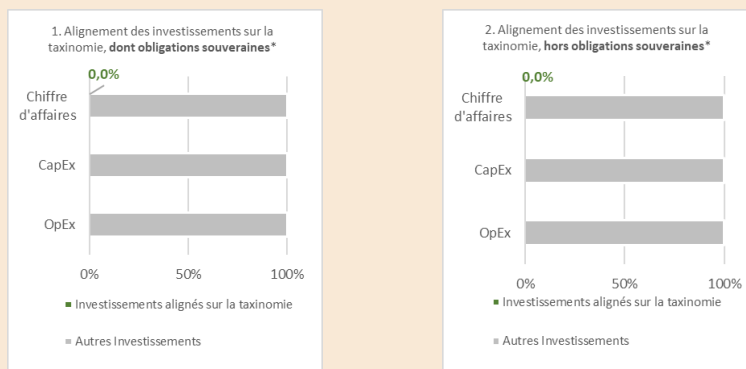 1. Alignement des investissements sur la
taxinomie, dont obligations souveraines*
0,0%
Chiffre
d'affaires
CapEx
OpEx
0%
50%
100%
Investissements alignés sur la taxinomie
Autres Investissements
2. Alignement des investissements sur la
taxinomie, hors obligations souveraines*
0,0%
Chiffre
d'affaires
CapEx
OpEx
0%
50%
100%
Investissements alignés sur la taxinomie
Autres Investissements